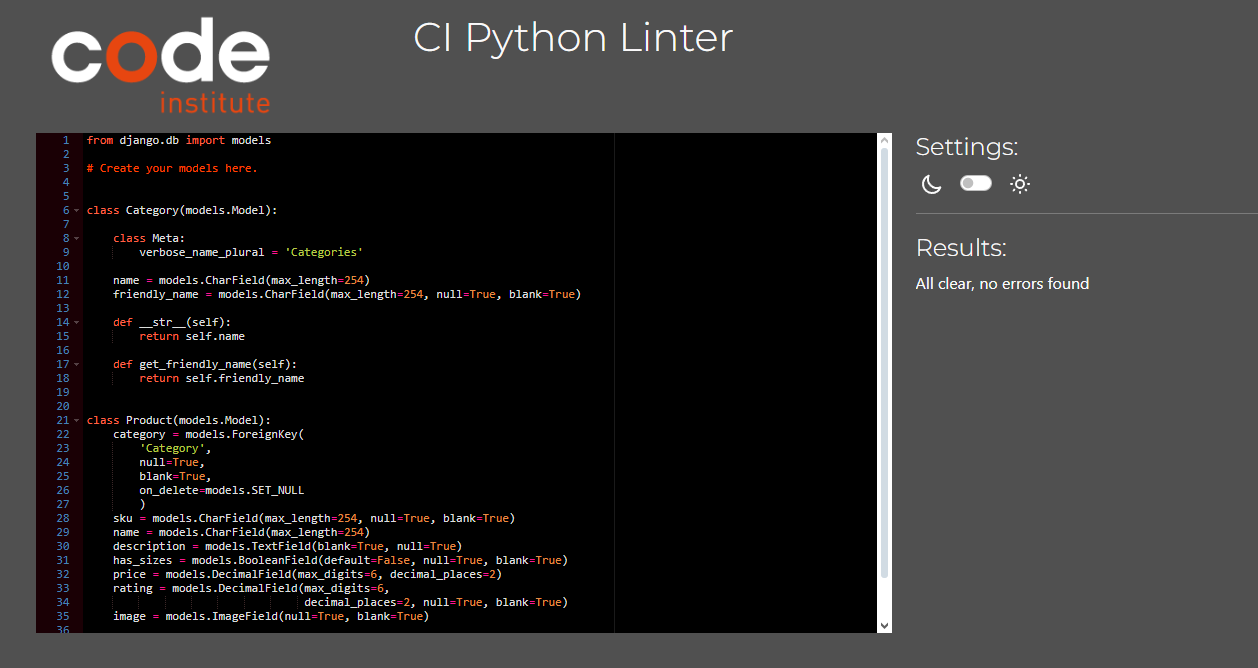 code
institute
CI Python Linter
1 from django.db import models
2
3 # Create your models here.
4
5
6 class Category(models.Model):
7
8     class Meta:
9         verbose_name_plural = 'Categories'
10
11     name = models.CharField(max_length=254)
12     friendly_name = models.CharField(max_length=254, null=True, blank=True)
13
14     def __str__(self):
15         return self.name
16
17     def get_friendly_name(self):
18         return self.friendly_name
19
20
21 class Product(models.Model):
22     category = models.ForeignKey(
23         'Category',
24         null=True,
25         blank=True,
26         on_delete=models.SET_NULL
27         )
28     sku = models.CharField(max_length=254, null=True, blank=True)
29     name = models.CharField(max_length=254)
30     description = models.TextField(blank=True, null=True)
31     has_sizes = models.BooleanField(default=False, null=True, blank=True)
32     price = models.DecimalField(max_digits=6, decimal_places=2)
33     rating = models.DecimalField(max_digits=6,
34                                  decimal_places=2, null=True, blank=True)
35     image = models.ImageField(null=True, blank=True)
36
Settings:
Results:
All clear, no errors found